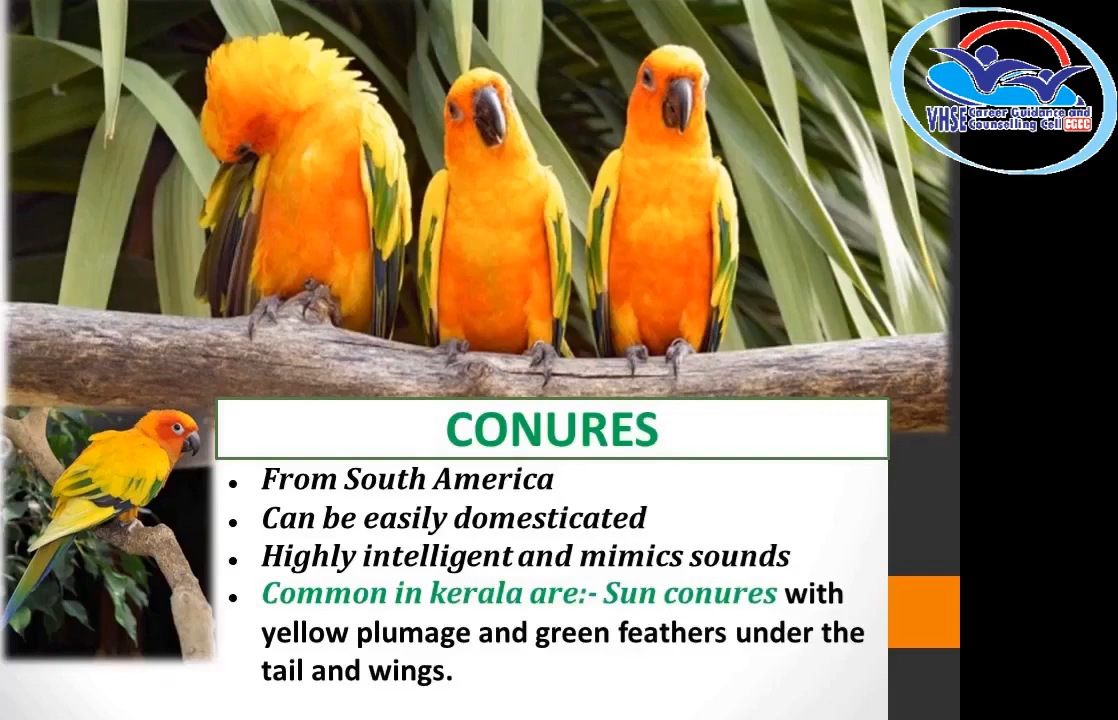 VHSE Career Guidance and
Counselling Cell CGCC
CONURES
• From South America
• Can be easily domesticated
• Highly intelligent and mimics sounds
• Common in kerala are:- Sun conures with
yellow plumage and green feathers under the
tail and wings.